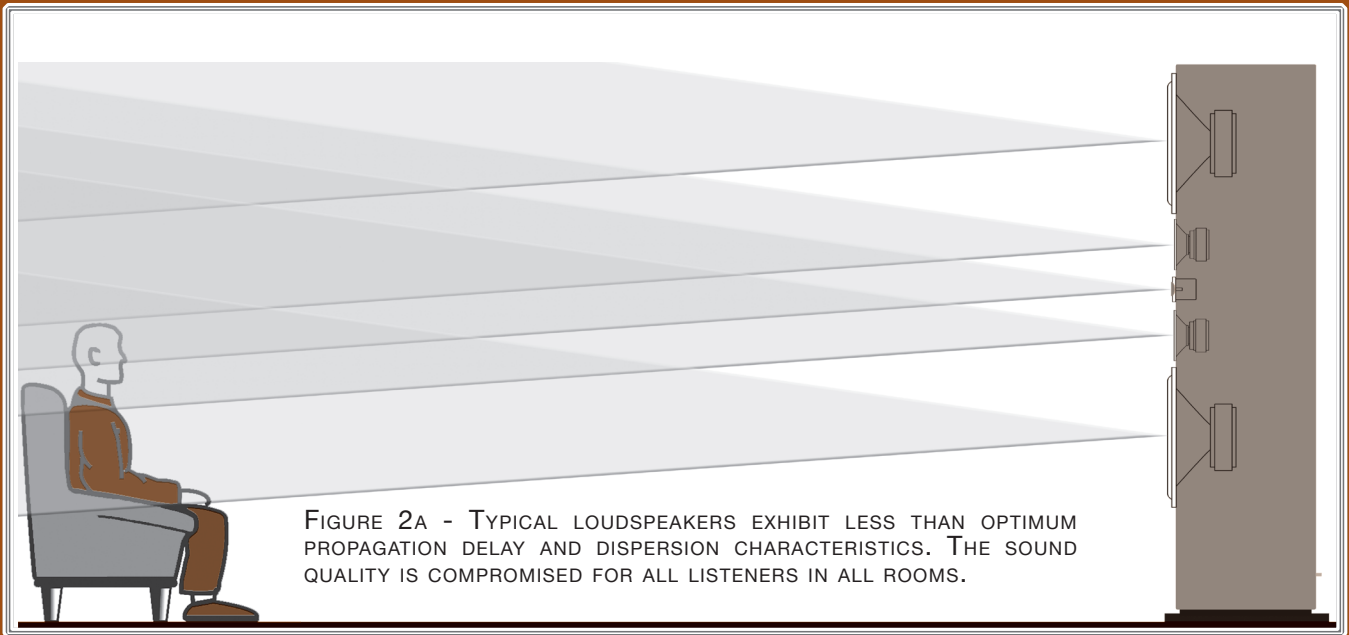 Figure 2a - Typical loudspeakers exhibit less than optimum
propagation delay and dispersion characteristics. The sound
quality is compromised for all listeners in all rooms.